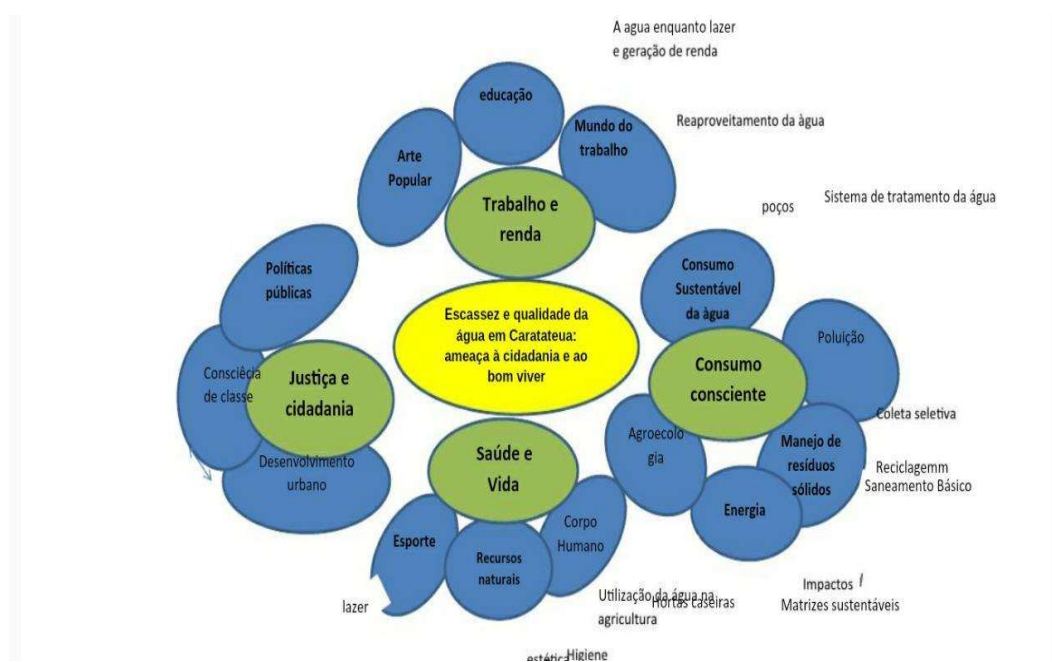 A agua enquanto lazer
e geração de renda
educação
Mundo do
trabalho
Reaproveitamento da àgua
Arte
Popular
Trabalho e
renda
poços
Sistema de tratamento da água
Políticas
públicas
Consumo
Sustentável
da àgua
Escassez e qualidade da
água em Caratateua:
ameaça à cidadania e ao
bom viver
Poluição
Consciêcia
de classe
Justiça e
cidadania
Consumo
consciente
Coleta seletiva
Agroecolo
gia
Manejo de
resíduos
sólidos
Desenvolvimento
urbano
Saúde e
Vida
Reciclagemm
Saneamento Básico
Energia
Esporte
Recursos
naturais
Corpo
Humano
lazer
Utilização da água na
agricultura
Hortas caseiras
Impactos /
Matrizes sustentáveis
estética
Higiene